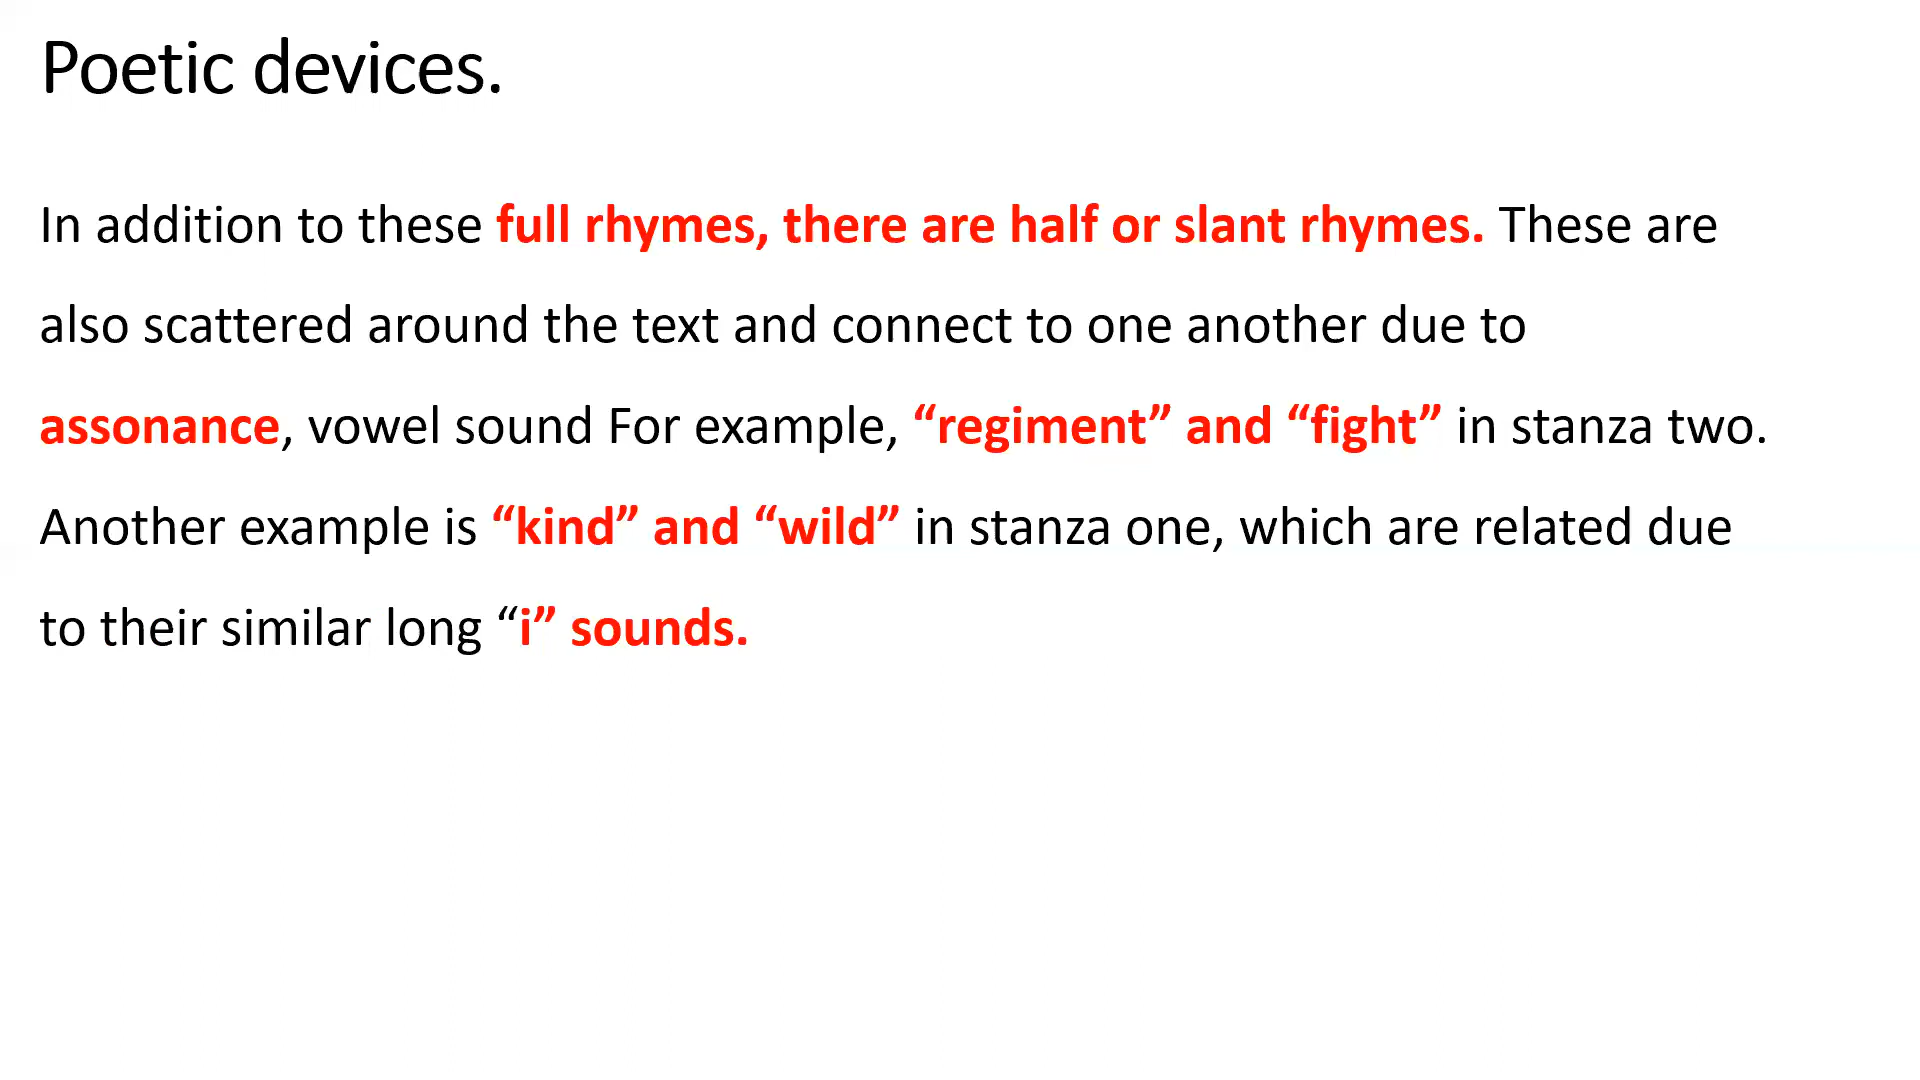 Poetic devices.
In addition to these full rhymes, there are half or slant rhymes. These are
also scattered around the text and connect to one another due to
assonance, vowel sound For example, “regiment” and “fight” in stanza two.
Another example is “kind” and “wild” in stanza one, which are related due
to their similar long “i” sounds.